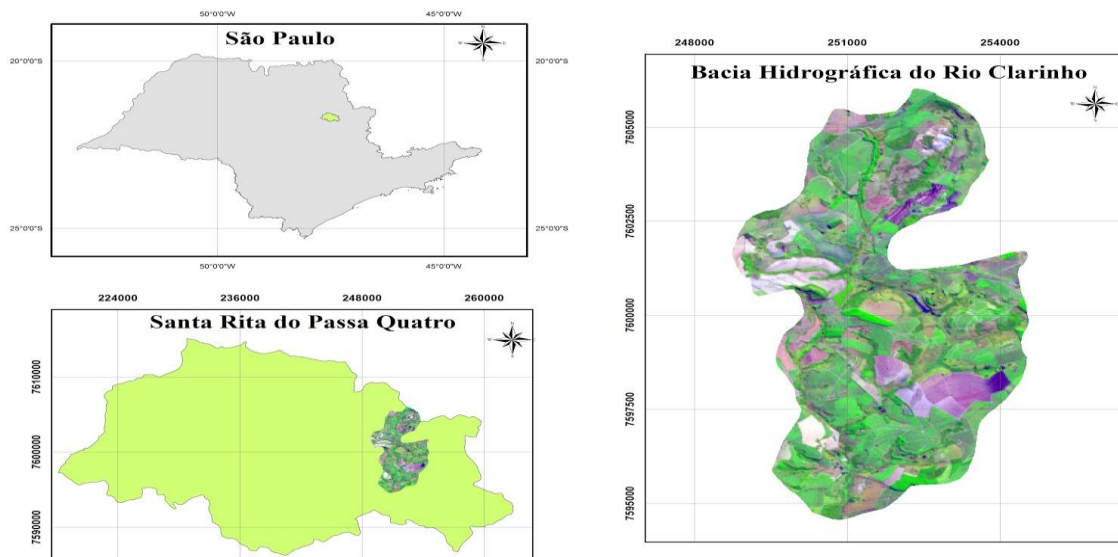 50°0'0"W 45°0'0"W
São Paulo
20°0'0"S 20°0'0"S
25°0'0"S 25°0'0"S
50°0'0"W 45°0'0"W
224000 236000 248000 260000
Santa Rita do Passa Quatro
7610000
7600000
7590000
248000 251000 254000
Bacia Hidrográfica do Rio Clarinho
7605000
7602500
7600000
7597500
7595000